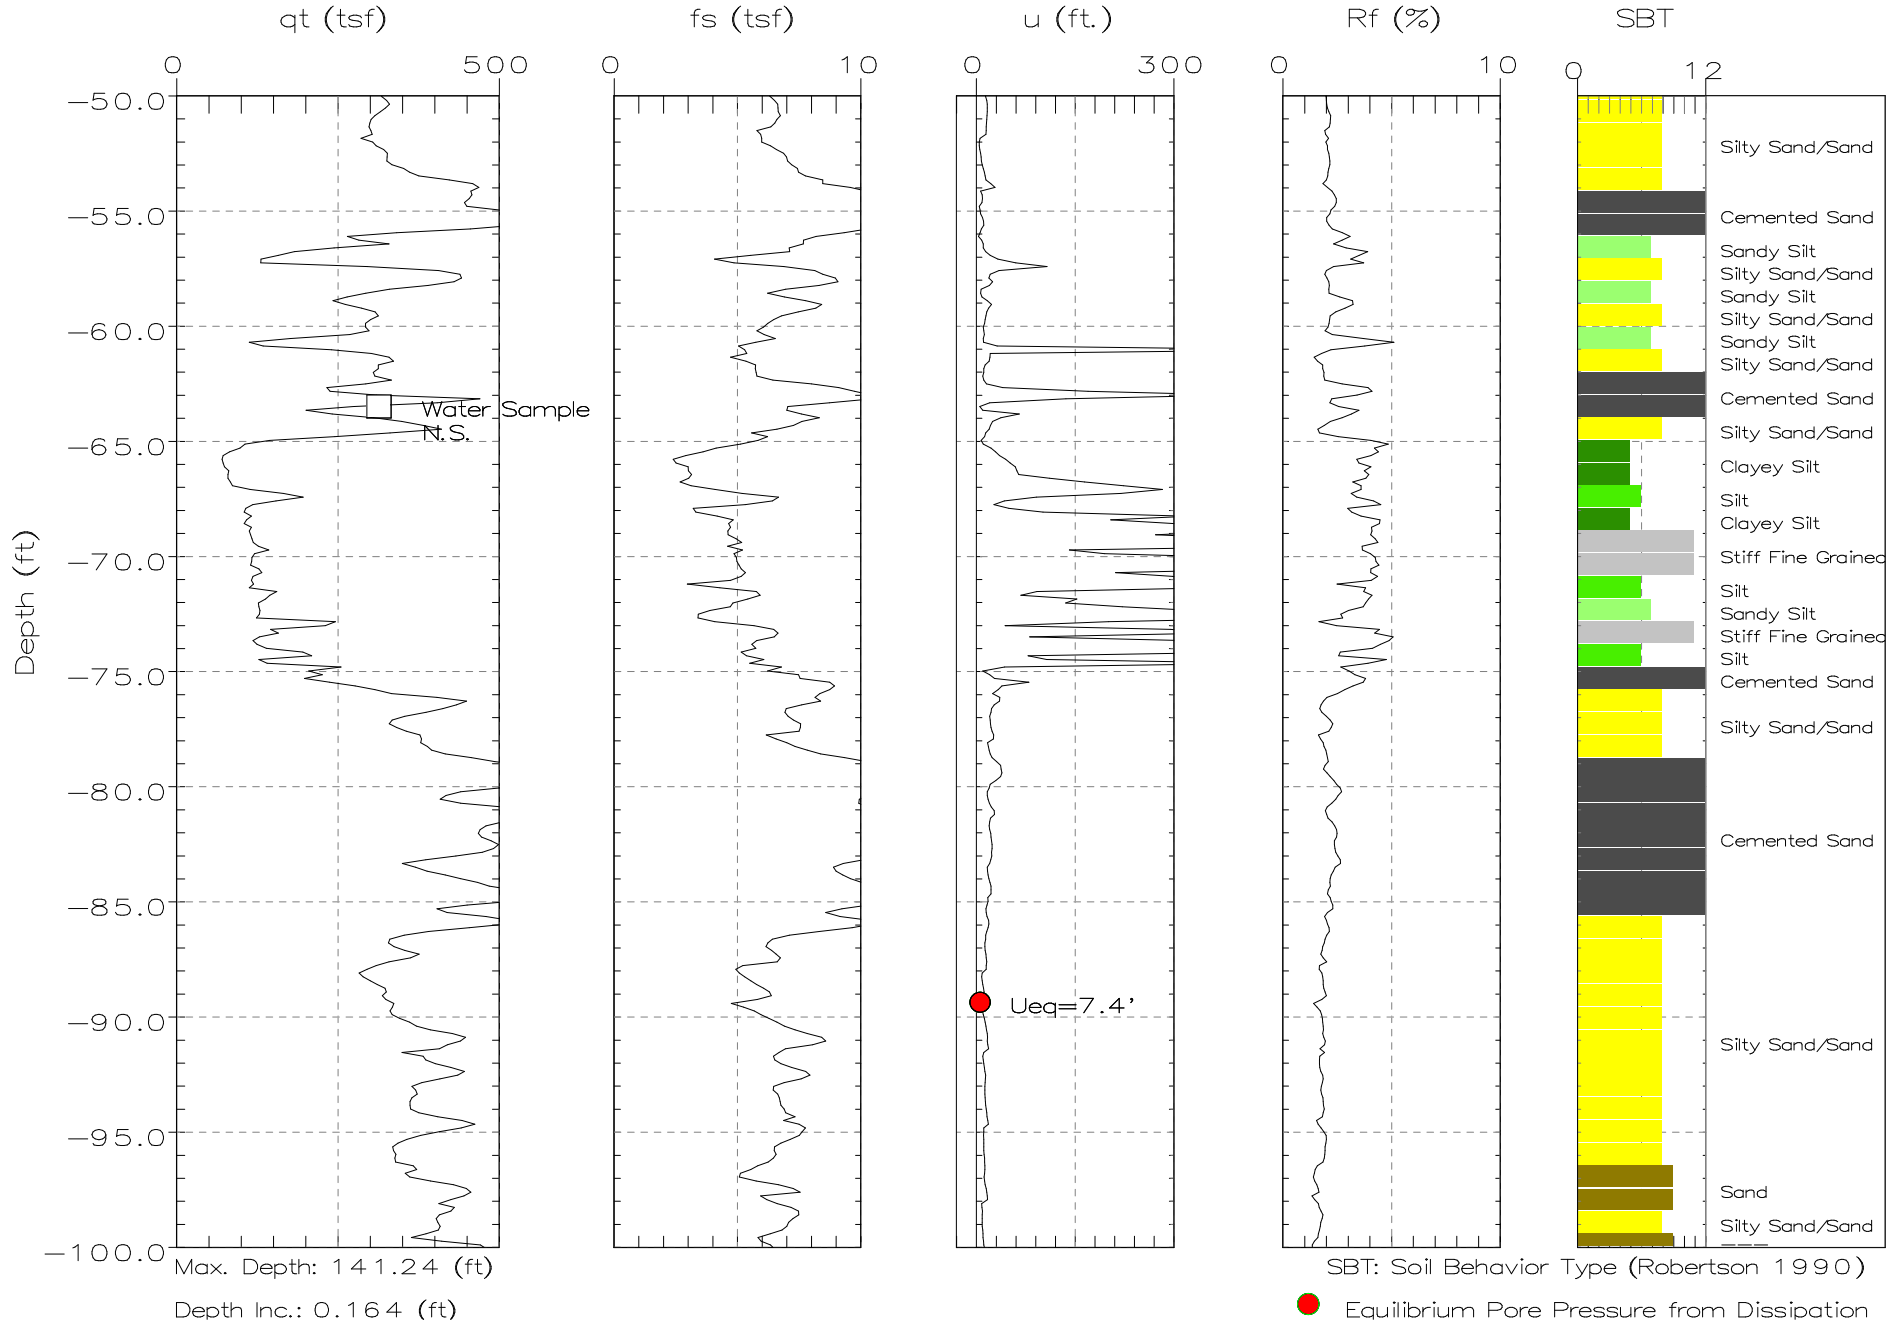 qt (tsf) fs (tsf) u (ft.) Rf (%) SBT
0 500 0 10 0 300 0 10 0 12
Depth (ft)
-50.0
Silty Sand/Sand
-55.0
Cemented Sand
Sandy Silt
Silty Sand/Sand
Sandy Silt
Silty Sand/Sand
-60.0
Sandy Silt
Silty Sand/Sand
Cemented Sand
Water Sample
N.S.
Silty Sand/Sand
-65.0
Clayey Silt
Silt
Clayey Silt
-70.0
Stiff Fine Grained
Silt
Sandy Silt
Stiff Fine Grained
Silt
-75.0
Cemented Sand
Silty Sand/Sand
-80.0
Cemented Sand
-85.0
Ueq=7.4'
-90.0
Silty Sand/Sand
-95.0
Sand
Silty Sand/Sand
-100.0
Max. Depth: 141.24 (ft)
SBT: Soil Behavior Type (Robertson 1990)
Depth Inc.: 0.164 (ft)
Equilibrium Pore Pressure from Dissipation